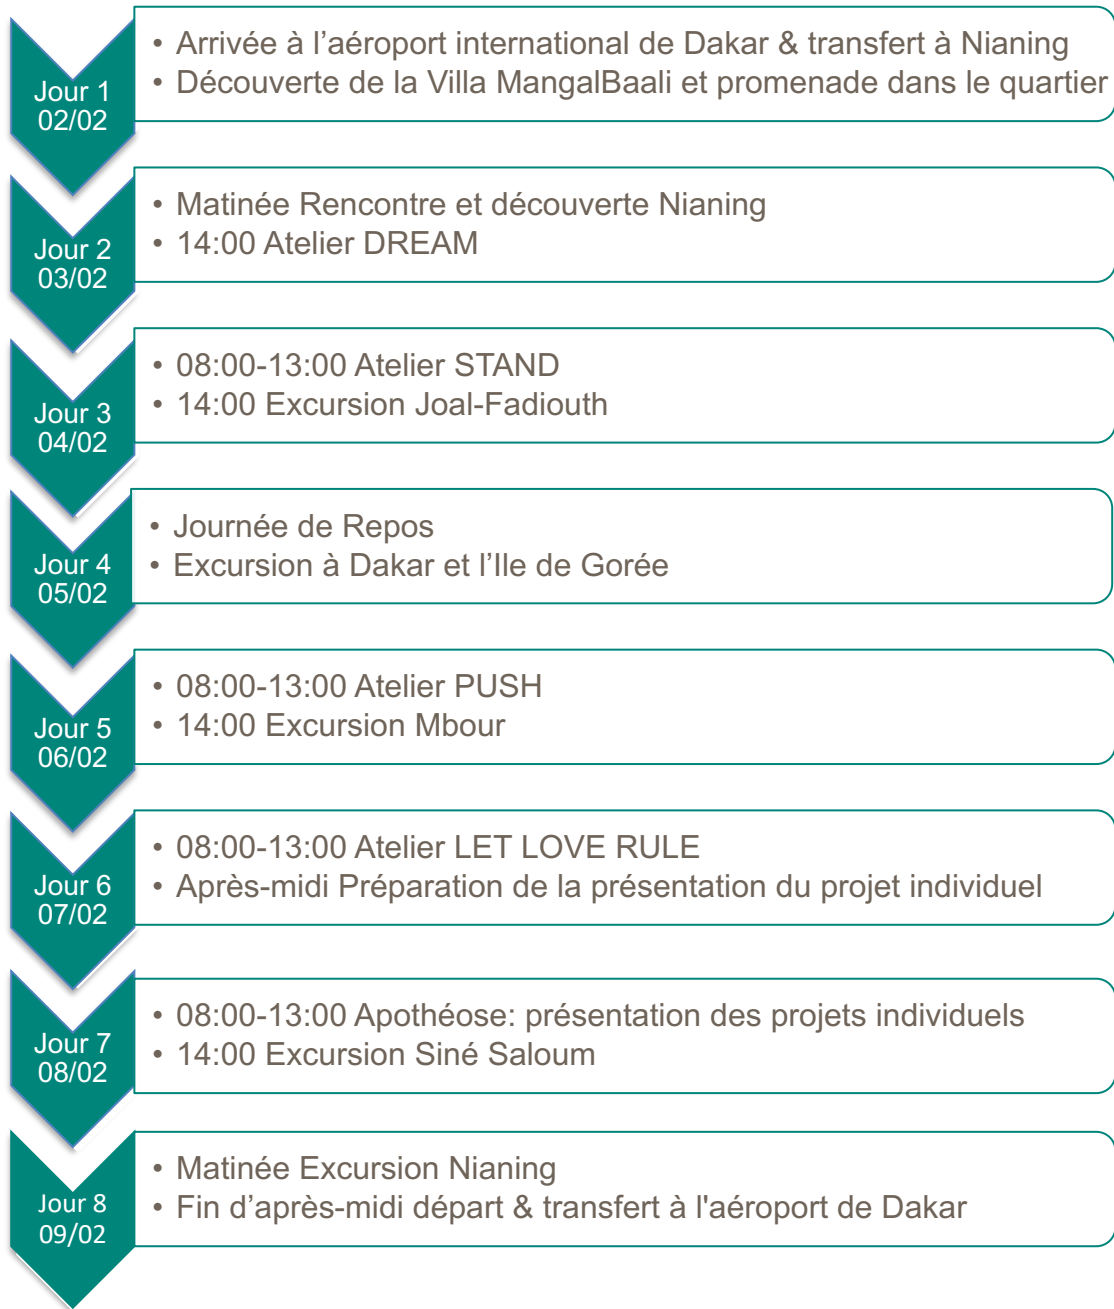 Jour 1
02/02
• Arrivée à l’aéroport international de Dakar & transfert à Nianing
• Découverte de la Villa MangalBaali et promenade dans le quartier
Jour 2
03/02
• Matinée Rencontre et découverte Nianing
• 14:00 Atelier DREAM
Jour 3
04/02
• 08:00-13:00 Atelier STAND
• 14:00 Excursion Joal-Fadiouth
Jour 4
05/02
• Journée de Repos
• Excursion à Dakar et l’Ile de Gorée
Jour 5
06/02
• 08:00-13:00 Atelier PUSH
• 14:00 Excursion Mbour
Jour 6
07/02
• 08:00-13:00 Atelier LET LOVE RULE
• Après-midi Préparation de la présentation du projet individuel
Jour 7
08/02
• 08:00-13:00 Apothéose: présentation des projets individuels
• 14:00 Excursion Siné Saloum
Jour 8
09/02
• Matinée Excursion Nianing
• Fin d’après-midi départ & transfert à l'aéroport de Dakar